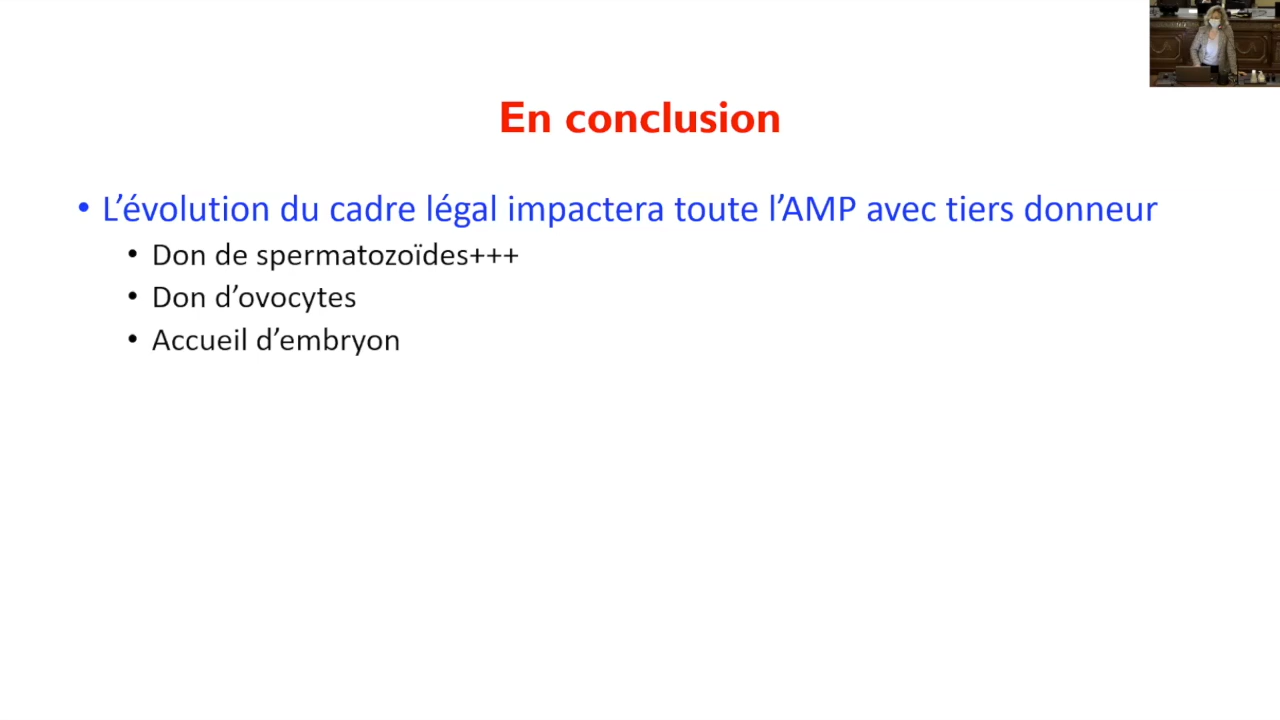 En conclusion
• L’évolution du cadre légal impactera toute l’AMP avec tiers donneur
• Don de spermatozoïdes+++
• Don d’ovocytes
• Accueil d’embryon